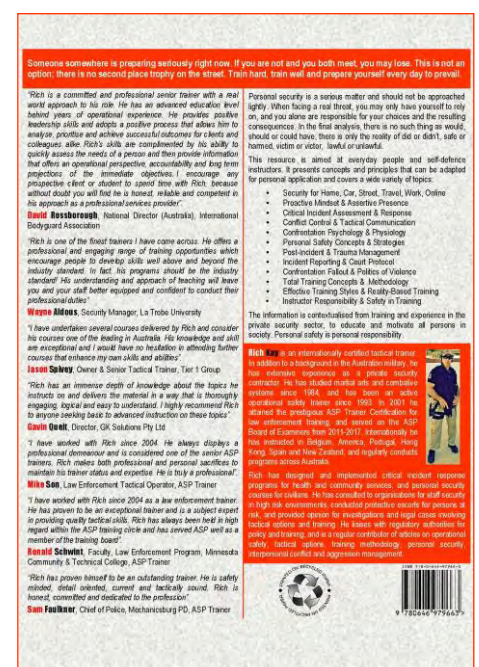 Someone somewhere is preparing seriously right now. If you are not and you both meet, you may lose. This is not an
option; there is no second place trophy on the street. Train hard, train well and prepare yourself every day to prevail.
"Rich is a committed and professional senior trainer with a real
world approach to his role. He has an advanced education level
behind years of operational experience. He provides positive
leadership skills and adopts a positive process that allows him to
analyse, prioritise and achieve successful outcomes for clients and
colleagues alike. Rich's skills are complimented by his ability to
quickly assess the needs of a person and then provide information
that offers an operational perspective, accountability and long term
projections of the immediate objectives. I encourage any
prospective client or student to spend time with Rich, because
without doubt you will find he is honest, reliable and competent in
his approach as a professional services provider".
David Rossborough, National Director (Australia), International
Bodyguard Association
"Rich is one of the finest trainers I have come across. He offers a
professional and engaging range of training opportunities which
encourage people to develop skills well above and beyond the
industry standard. In fact, his programs should be the industry
standard! His understanding and approach of teaching will leave
you and your staff better equipped and confident to conduct their
professional duties"
Wayne Aldous, Security Manager, La Trobe University
"I have undertaken several courses delivered by Rich and consider
his courses one of the leading in Australia. His knowledge and skill
are exceptional and I would have no hesitation in attending further
courses that enhance my own skills and abilities".
Jason Spivey, Owner & Senior Tactical Trainer, Tier 1 Group
"Rich has an immense depth of knowledge about the topics he
instructs on and delivers the material in a way that is thoroughly
engaging, logical and easy to understand. I highly recommend Rich
to anyone seeking basic to advanced instruction on these topics".
Gavin Queit, Director, GK Solutions Pty Ltd
"I have worked with Rich since 2004. He always displays a
professional demeanour and is considered one of the senior ASP
trainers. Rich makes both professional and personal sacrifices to
maintain his trainer status and expertise. He is truly a professional".
Mike Son, Law Enforcement Tactical Operator, ASP Trainer
"I have worked with Rich since 2004 as a law enforcement trainer.
He has proven to be an exceptional trainer and is a subject expert
in providing quality tactical skills. Rich has always been held in high
regard within the ASP training circle and has served ASP well as a
member of the training board".
Ronald Schwint, Faculty, Law Enforcement Program, Minnesota
Community & Technical College, ASP Trainer
"Rich has proven himself to be an outstanding trainer. He is safety
minded, detail oriented, current and tactically sound. Rich is
honest, committed and dedicated to the profession"
Sam Faulkner, Chief of Police, Mechanicsburg PD, ASP Trainer
Personal security is a serious matter and should not be approached
lightly. When facing a real threat, you may only have yourself to rely
on, and you alone are responsible for your choices and the resulting
consequences. In the final analysis, there is no such thing as would,
should or could have, there is only the reality of did or didn't, safe or
harmed, victim or victor, lawful or unlawful.
This resource is aimed at everyday people and self-defence
instructors. It presents concepts and principles that can be adapted
for personal application and covers a wide variety of topics:
• Security for Home, Car, Street, Travel, Work, Online
• Proactive Mindset & Assertive Presence
• Critical Incident Assessment & Response
• Conflict Control & Tactical Communication
• Confrontation Psychology & Physiology
• Personal Safety Concepts & Strategies
• Post-Incident & Trauma Management
• Incident Reporting & Court Protocol
• Confrontation Fallout & Politics of Violence
• Total Training Concepts & Methodology
• Effective Training Styles & Reality-Based Training
• Instructor Responsibility & Safety in Training
The information is contextualised from training and experience in the
private security sector, to educate and motivate all persons in
society. Personal safety is personal responsibility.
Rich Kay is an internationally certified tactical trainer.
In addition to a background in the Australian military, he
has extensive experience as a private security
contractor. He has studied martial arts and combative
systems since 1984, and has been an active
operational safety trainer since 1993. In 2001 he
attained the prestigious ASP Trainer Certification for
law enforcement training, and served on the ASP
Board of Examiners from 2011-2017. Internationally he
has instructed in Belgium, America, Portugal, Hong
Kong, Spain and New Zealand, and regularly conducts
programs across Australia.
Rich has designed and implemented critical incident response
programs for health and community services, and personal security
courses for civilians. He has consulted to organisations for staff security
in high risk environments, conducted protective escorts for persons at
risk, and provided opinion for investigations and legal cases involving
tactical options and training. He liaises with regulatory authorities for
policy and training, and is a regular contributor of articles on operational
safety, tactical options, training methodology, personal security,
interpersonal conflict and aggression management.
ISBN 978-0-646-97966-3
9 780646 979663 >